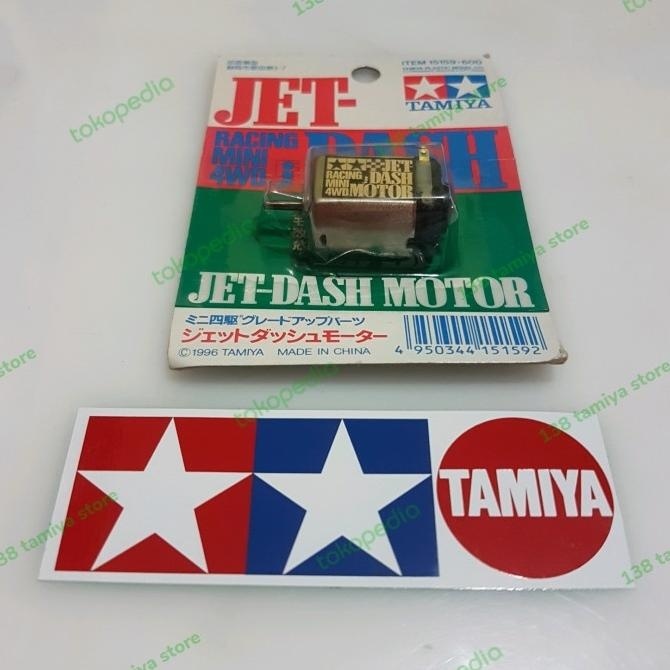 ITEM 15159:600
JET-
DASH
RACING
MINI
4WD
TAMIYA
JET
RACING DASH
MINI
4WD MOTOR
JET-DASH MOTOR
ミニ四駆グレードアップパーツ
ジェットダッシュモーター
©1996 TAMIYA MADE IN CHINA
4 950344 151592
TAMIYA
tokopedia
138 tamiya store